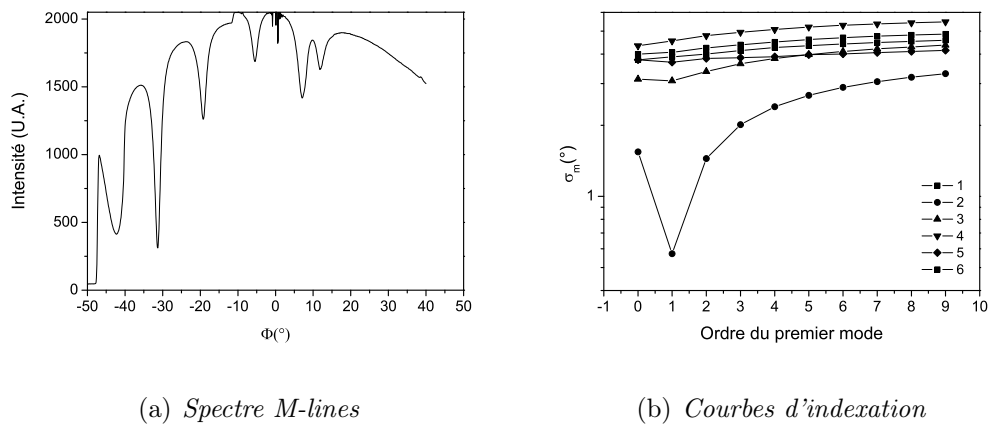 2000
1500
1000
500
0
Intensité (U.A.)
-50 -40 -30 -20 -10 0 10 20 30 40 50
Φ(°)
(a) Spectre M-lines
1
σm(°)
1
2
3
4
5
6
-1 0 1 2 3 4 5 6 7 8 9 10
Ordre du premier mode
(b) Courbes d'indexation